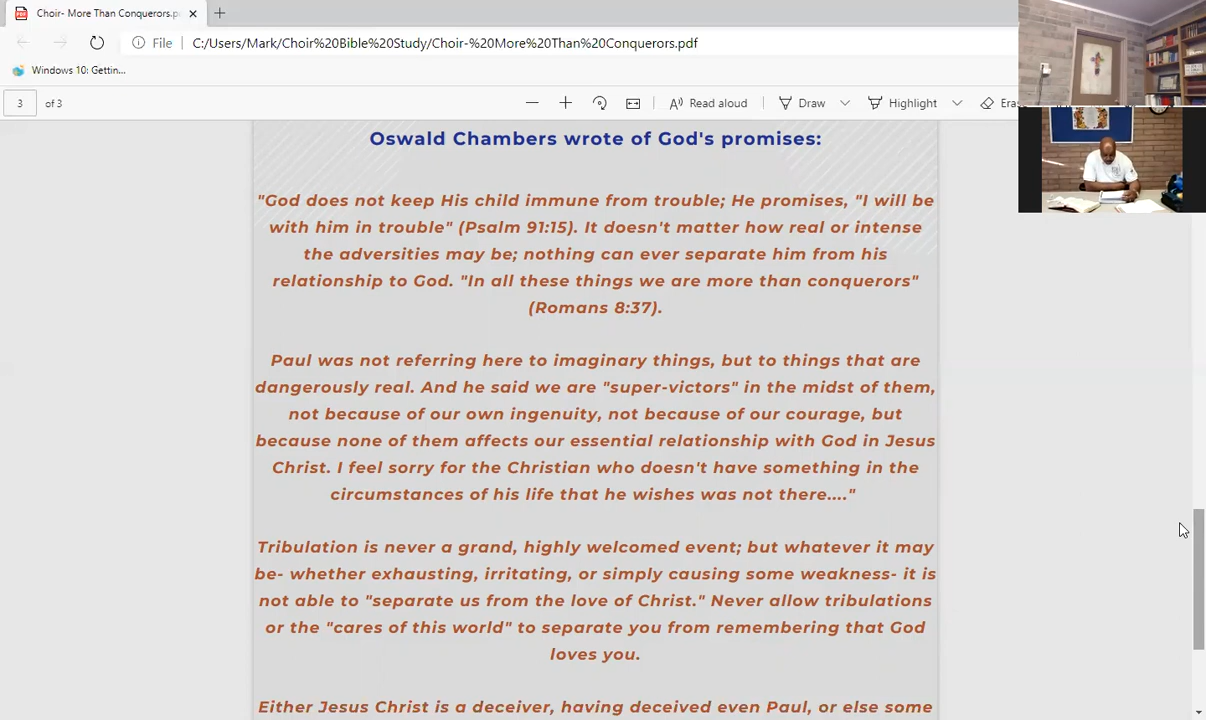 Choir- More Than Conquerors.p
File C:/Users/Mark/Choir%20Bible%20Study/Choir-%20More%20Than%20Conquerors.pdf
Windows 10: Gettin...
3 of 3 Read aloud Draw Highlight Eras
Oswald Chambers wrote of God's promises:
"God does not keep His child immune from trouble; He promises, "I will be
with him in trouble" (Psalm 91:15). It doesn't matter how real or intense
the adversities may be; nothing can ever separate him from his
relationship to God. "In all these things we are more than conquerors"
(Romans 8:37).
Paul was not referring here to imaginary things, but to things that are
dangerously real. And he said we are "super-victors" in the midst of them,
not because of our own ingenuity, not because of our courage, but
because none of them affects our essential relationship with God in Jesus
Christ. I feel sorry for the Christian who doesn't have something in the
circumstances of his life that he wishes was not there...."
Tribulation is never a grand, highly welcomed event; but whatever it may
be- whether exhausting, irritating, or simply causing some weakness- it is
not able to "separate us from the love of Christ." Never allow tribulations
or the "cares of this world" to separate you from remembering that God
loves you.
Either Jesus Christ is a deceiver, having deceived even Paul, or else some